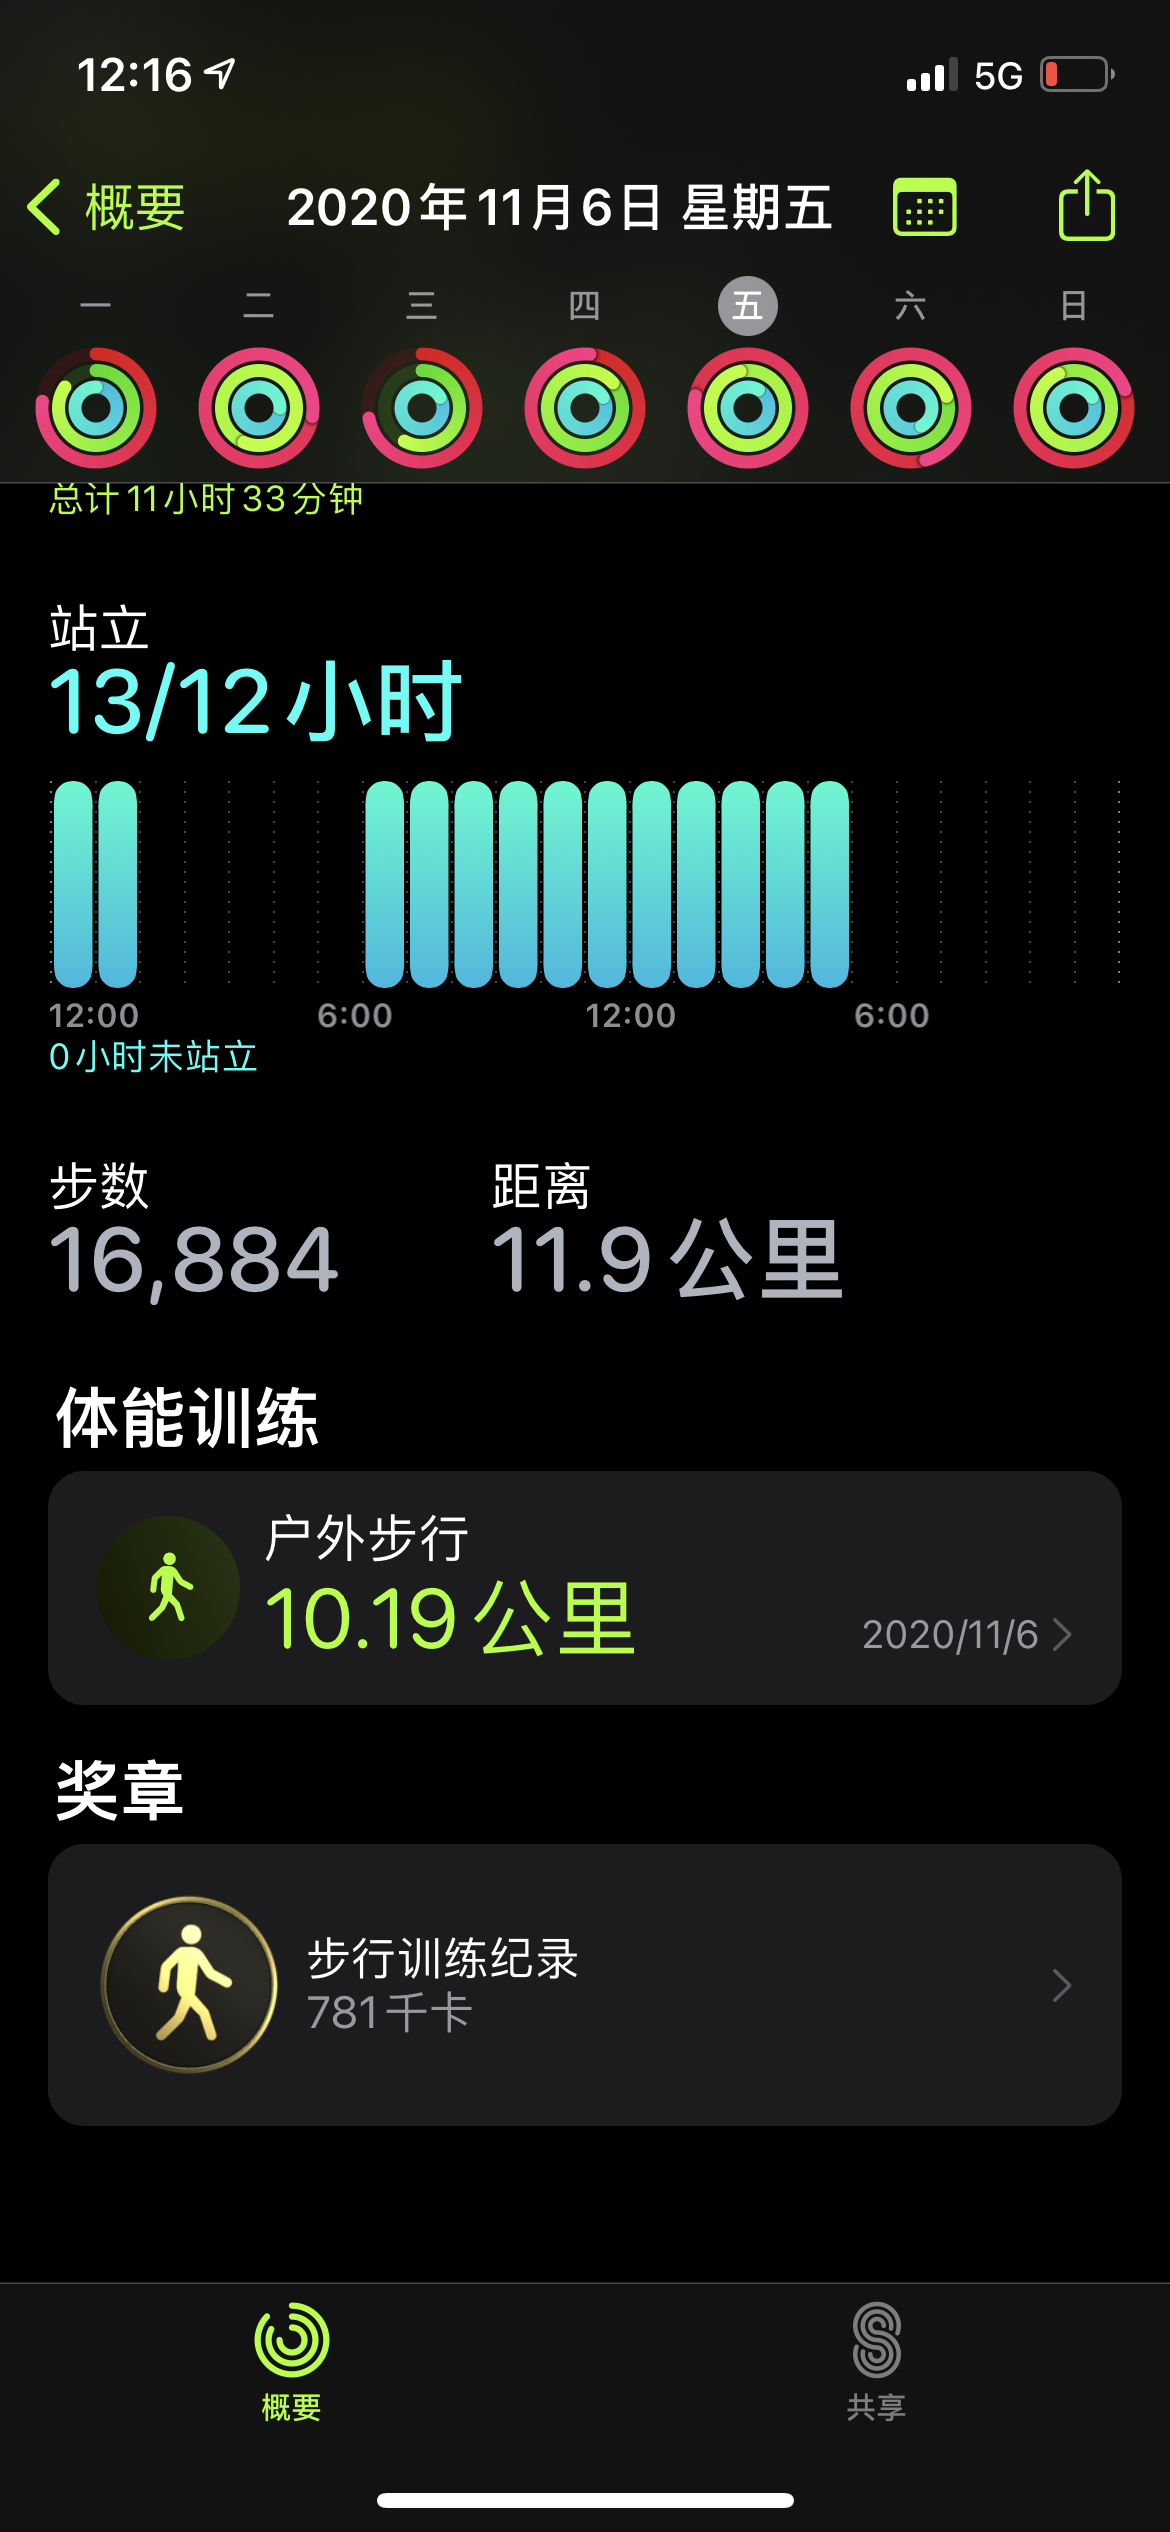 12:16
5G
概要
2020年11月6日 星期五
一 二 三 四 五 六 日
总计11小时33分钟
站立
13/12小时
12:00 6:00 12:00 6:00
0小时未站立
步数 距离
16,884 11.9公里
体能训练
户外步行
10.19公里
2020/11/6
奖章
步行训练纪录
781千卡
概要 共享